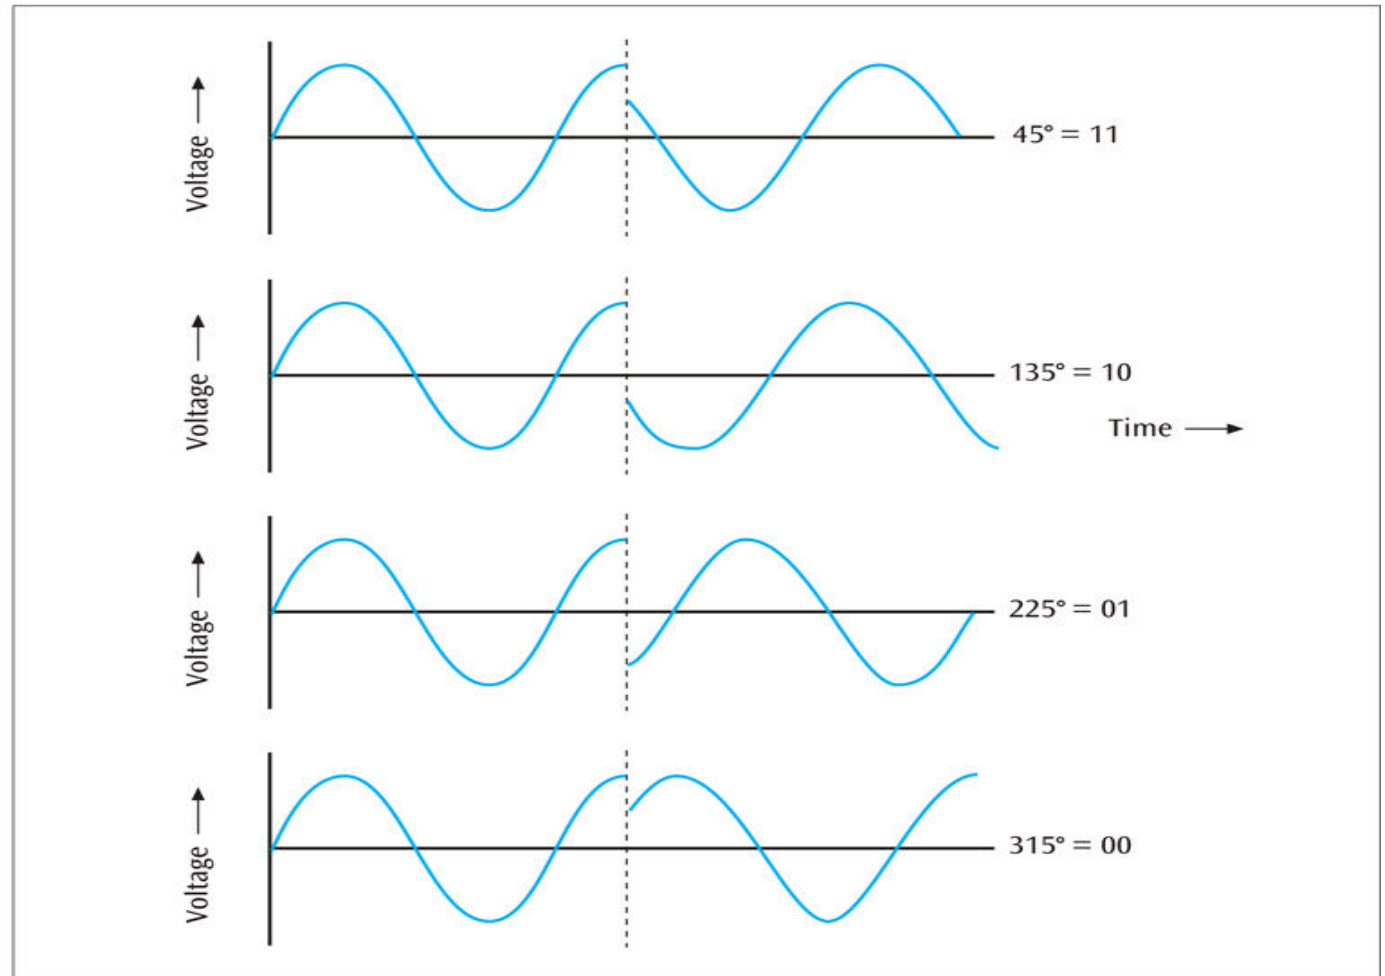 Voltage
45° = 11
Voltage
135° = 10
Time
Voltage
225° = 01
Voltage
315° = 00